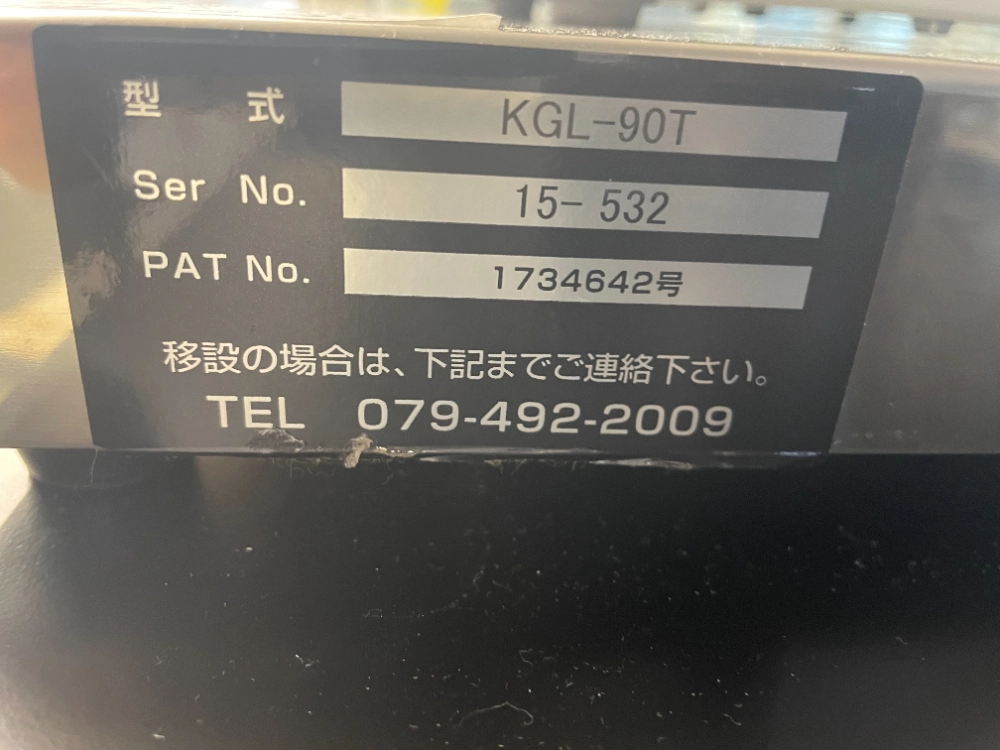 型 式 KGL-90T
Ser No. 15- 532
PAT No. 1734642号
移設の場合は、下記までご連絡下さい。
TEL 079-492-2009